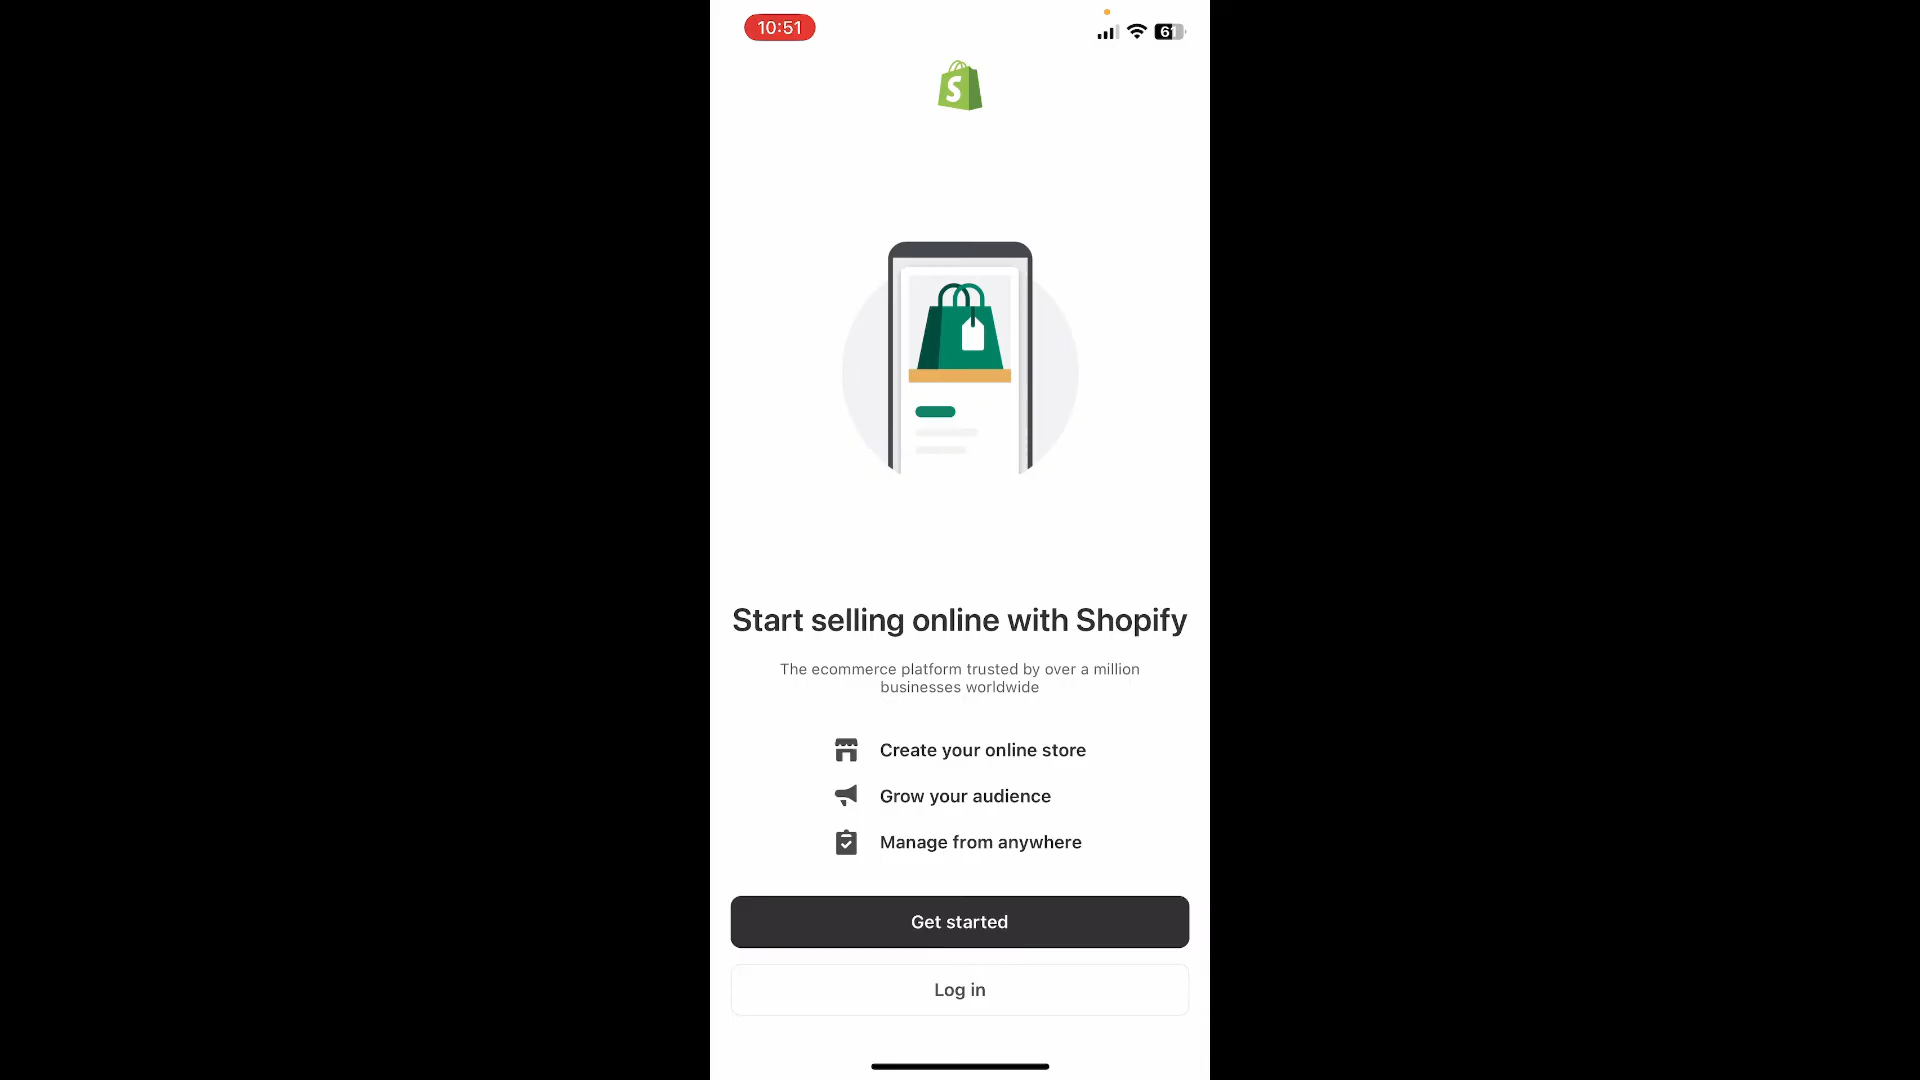 10:51
61
S
Start selling online with Shopify
The ecommerce platform trusted by over a million
businesses worldwide
Create your online store
Grow your audience
Manage from anywhere
Get started
Log in